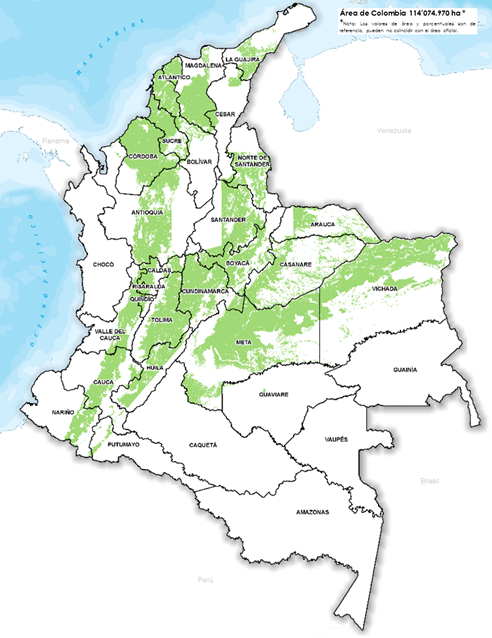 Área de Colombia 114'074.970 ha *
*Nota: Los valores de área y porcentuales son de
referencia, pueden no coincidir con el área oficial.
MAR CARIBE
LA GUAJIRA
MAGDALENA
ATLÁNTICO
CESAR
Panama
Venezuela
SUCRE
CÓRDOBA
BOLÍVAR
NORTE DE
SANTANDER
ANTIOQUIA
SANTANDER
ARAUCA
OCÉANO PACÍFICO
CHOCÓ
BOYACÁ
CASANARE
CALDAS
RISARALDA
CUNDINAMARCA
VICHADA
QUINDÍO
TOLIMA
VALLE DEL
CAUCA
META
HUILA
GUAINÍA
CAUCA
GUAVIARE
NARIÑO
VAUPÉS
PUTUMAYO
CAQUETÁ
Brasil
AMAZONAS
Perú